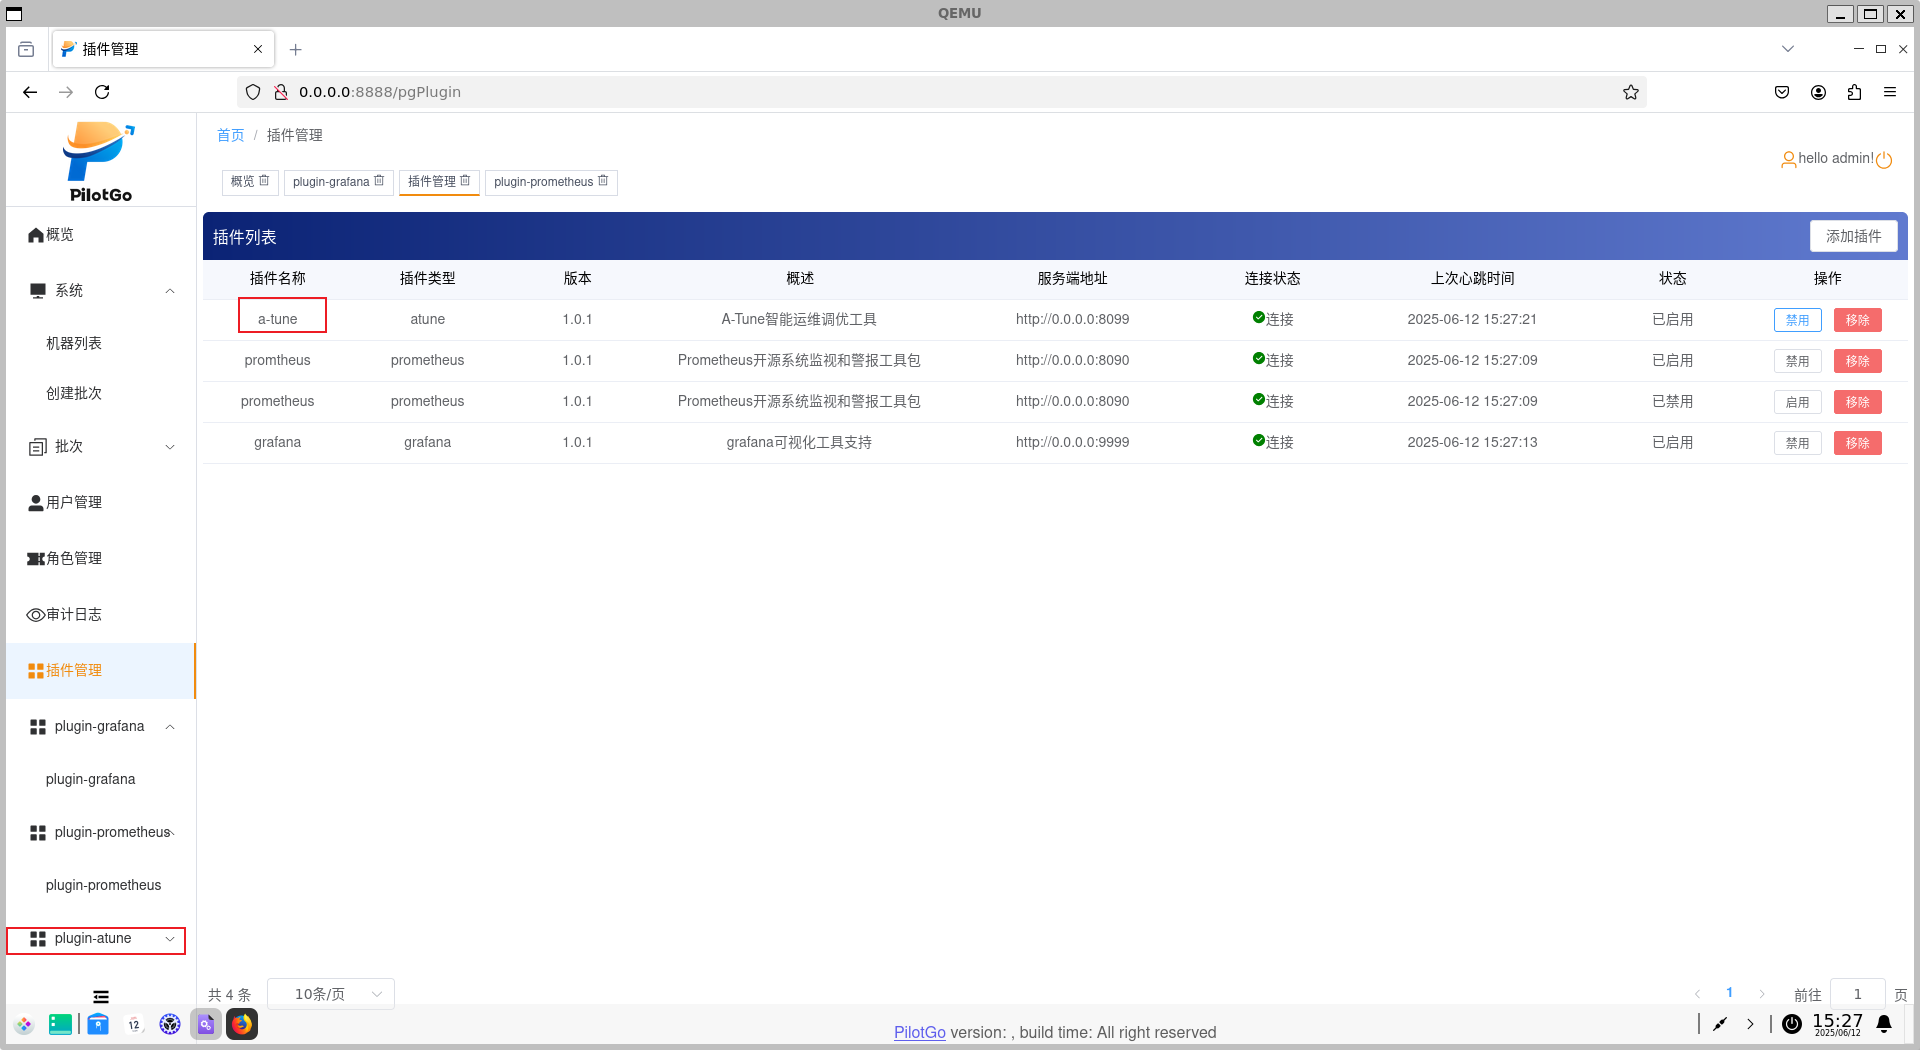 QEMU
插件管理
0.0.0.0:8888/pgPlugin
PilotGo
首页 / 插件管理
hello admin!
概览 plugin-grafana 插件管理 plugin-prometheus
概览
系统
机器列表
创建批次
批次
用户管理
角色管理
审计日志
插件管理
plugin-grafana
plugin-grafana
plugin-prometheus
plugin-prometheus
plugin-atune
插件列表 添加插件
插件名称 插件类型 版本 概述 服务端地址 连接状态 上次心跳时间 状态 操作
a-tune atune 1.0.1 A-Tune智能运维调优工具 http://0.0.0.0:8099 连接 2025-06-12 15:27:21 已启用 禁用 移除
promtheus prometheus 1.0.1 Prometheus开源系统监视和警报工具包 http://0.0.0.0:8090 连接 2025-06-12 15:27:09 已启用 禁用 移除
prometheus prometheus 1.0.1 Prometheus开源系统监视和警报工具包 http://0.0.0.0:8090 连接 2025-06-12 15:27:09 已禁用 启用 移除
grafana grafana 1.0.1 grafana可视化工具支持 http://0.0.0.0:9999 连接 2025-06-12 15:27:13 已启用 禁用 移除
共 4 条 10条/页 1 前往 1 页
PilotGo version: , build time: All right reserved
12
15:27
2025/06/12